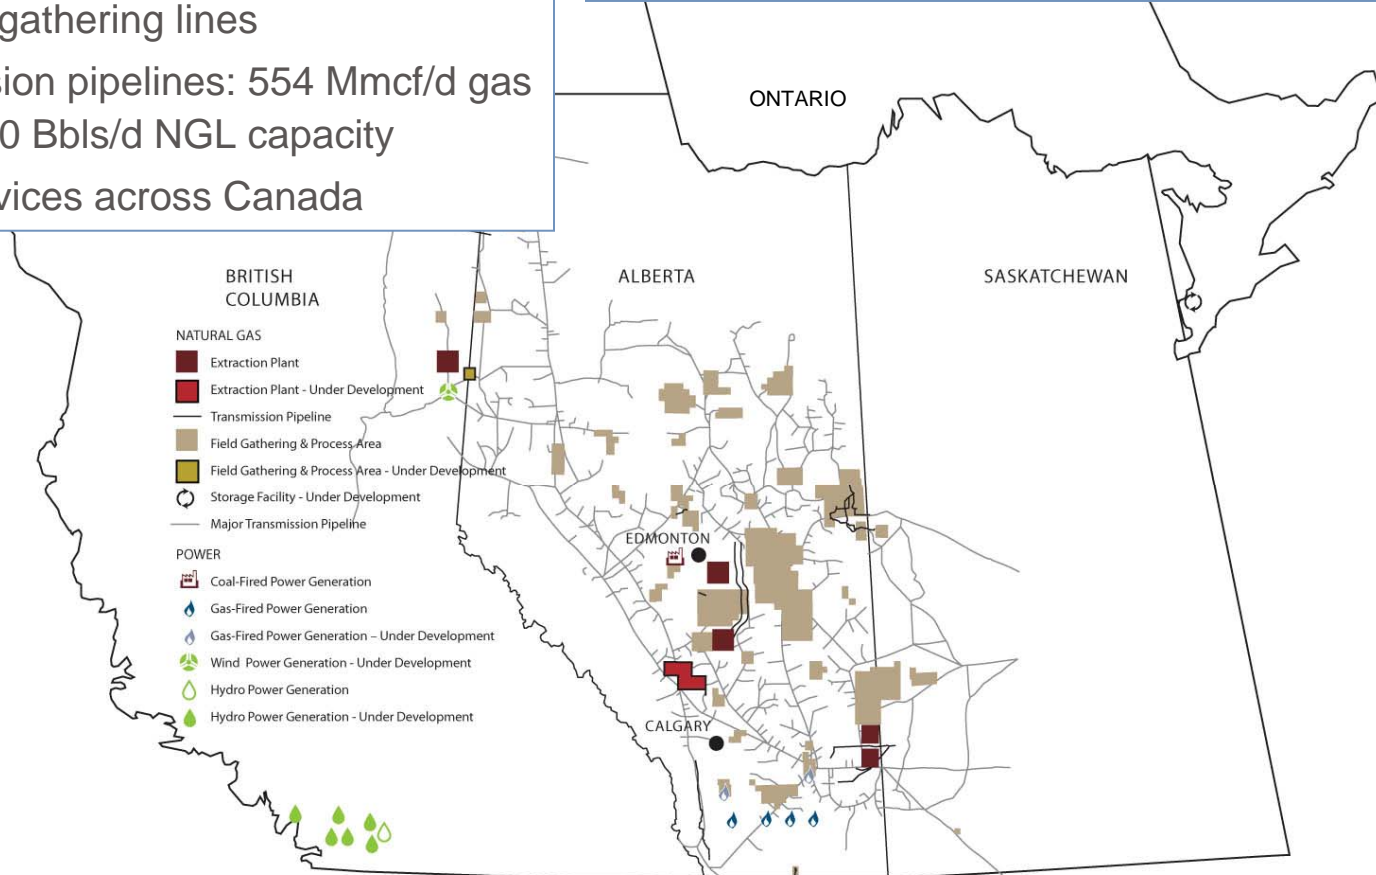 gathering lines
sion pipelines: 554 Mmcf/d gas
0 Bbls/d NGL capacity
vices across Canada
ONTARIO
BRITISH
COLUMBIA
ALBERTA
SASKATCHEWAN
NATURAL GAS
Extraction Plant
Extraction Plant - Under Development
Transmission Pipeline
Field Gathering & Process Area
Field Gathering & Process Area - Under Development
Storage Facility - Under Development
Major Transmission Pipeline
POWER
Coal-Fired Power Generation
Gas-Fired Power Generation
Gas-Fired Power Generation – Under Development
Wind Power Generation - Under Development
Hydro Power Generation
Hydro Power Generation - Under Development
EDMONTON
CALGARY